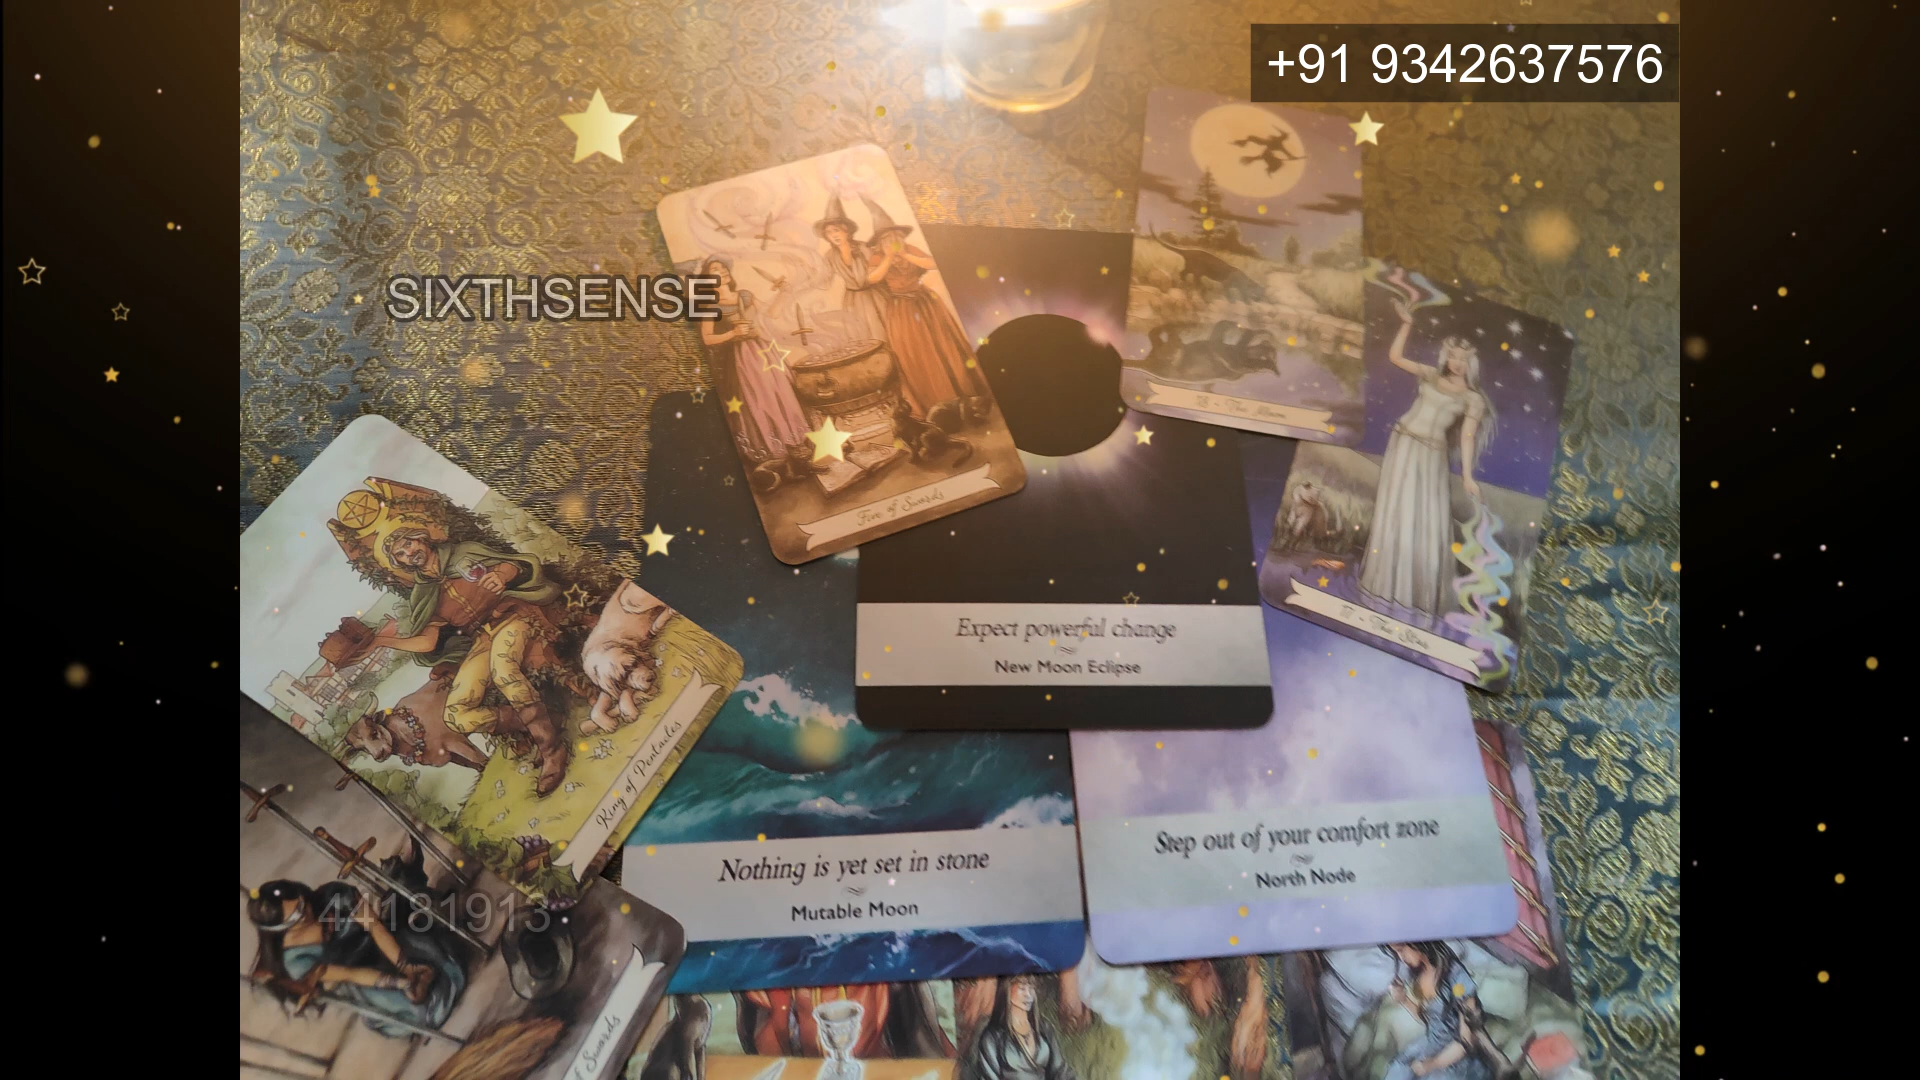 +91 9342637576
SIXTHSENSE
18 - The Moon
Five of Swords
17 - The Star
Expect powerful change
New Moon Eclipse
King of Pentacles
Step out of your comfort zone
North Node
Nothing is yet set in stone
Mutable Moon
44181913
of Swords